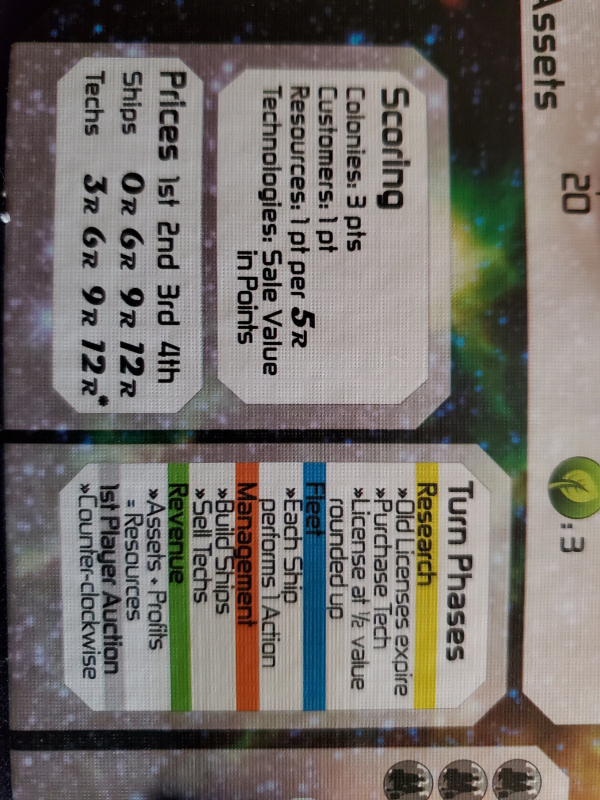 Assets
20
: 3
Scoring
Colonies: 3 pts
Customers: 1 pt
Resources: 1 pt per 5R
Technologies: Sale Value
in Points
Prices 1st 2nd 3rd 4th
Ships 0R 6R 9R 12R
Techs 3R 6R 9R 12R*
Turn Phases
Research
»Old Licenses expire
»Purchase Tech
»License at ½ value
rounded up
Fleet
»Each Ship
performs 1 Action
Management
»Build Ships
»Sell Techs
Revenue
»Assets + Profits
= Resources
1st Player Auction
»Counter-clockwise